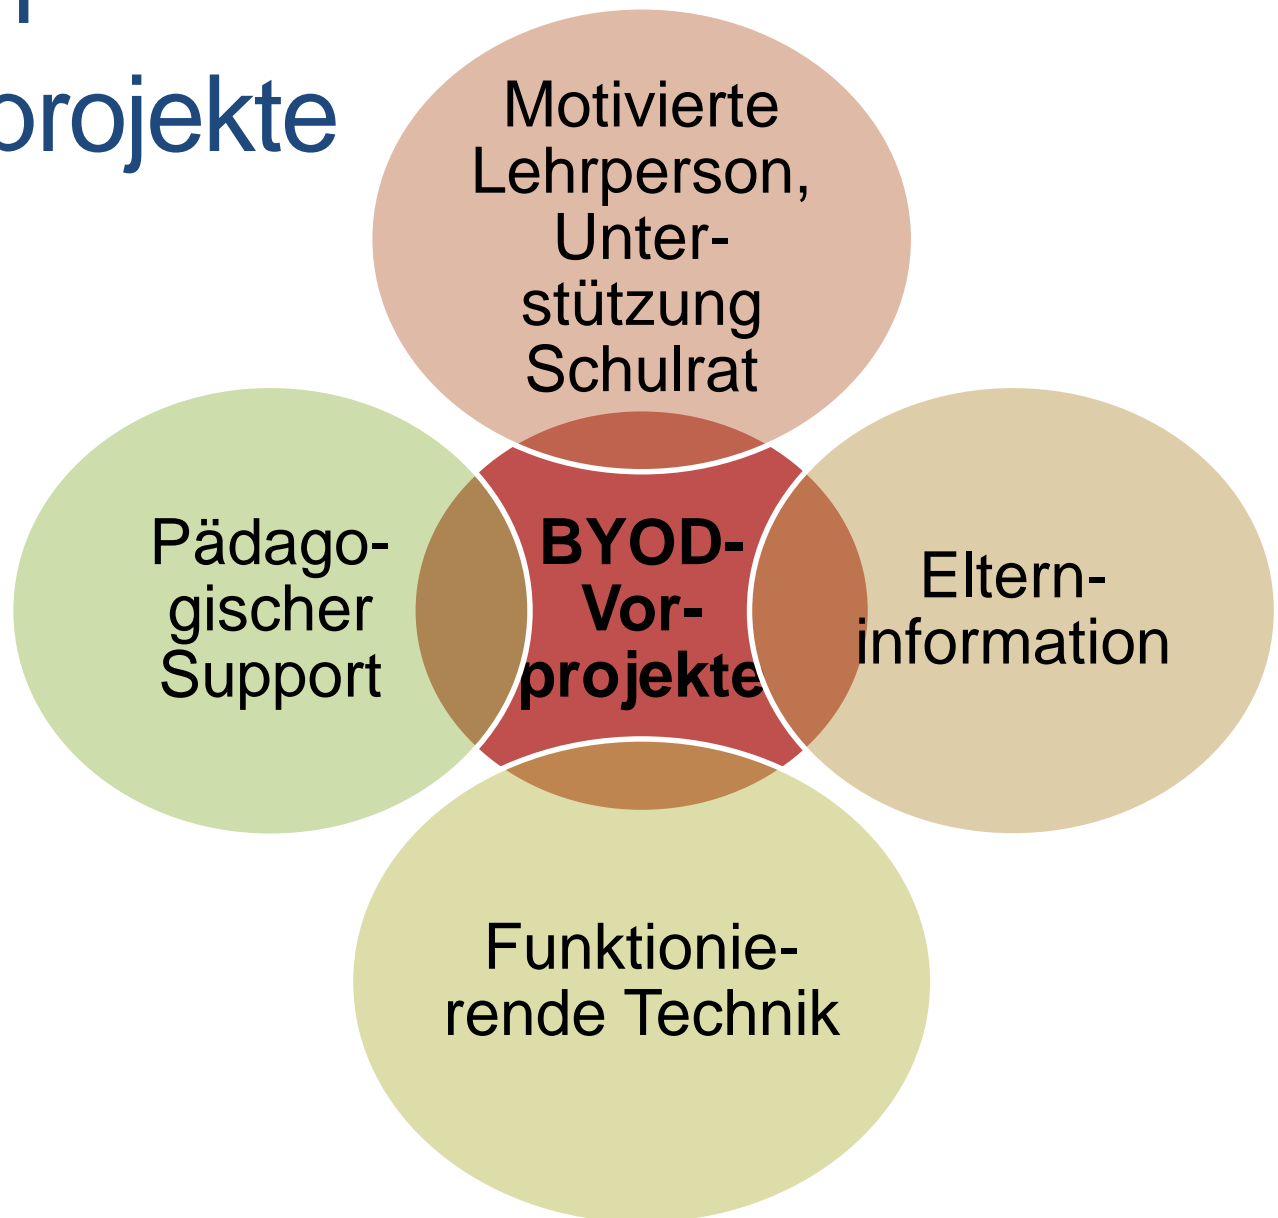 projekte
Motivierte
Lehrperson,
Unter-
stützung
Schulrat
Pädago-
gischer
Support
BYOD-
Vor-
projekte
Eltern-
information
Funktionie-
rende Technik